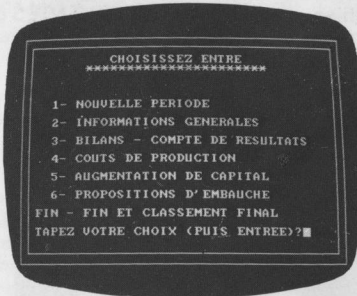 CHOISISSEZ ENTRE
*********************
1- NOUVELLE PERIODE
2- INFORMATIONS GENERALES
3- BILANS - COMPTE DE RESULTATS
4- COUTS DE PRODUCTION
5- AUGMENTATION DE CAPITAL
6- PROPOSITIONS D'EMBAUCHE
FIN - FIN ET CLASSEMENT FINAL
TAPEZ VOTRE CHOIX (PUIS ENTREE)?